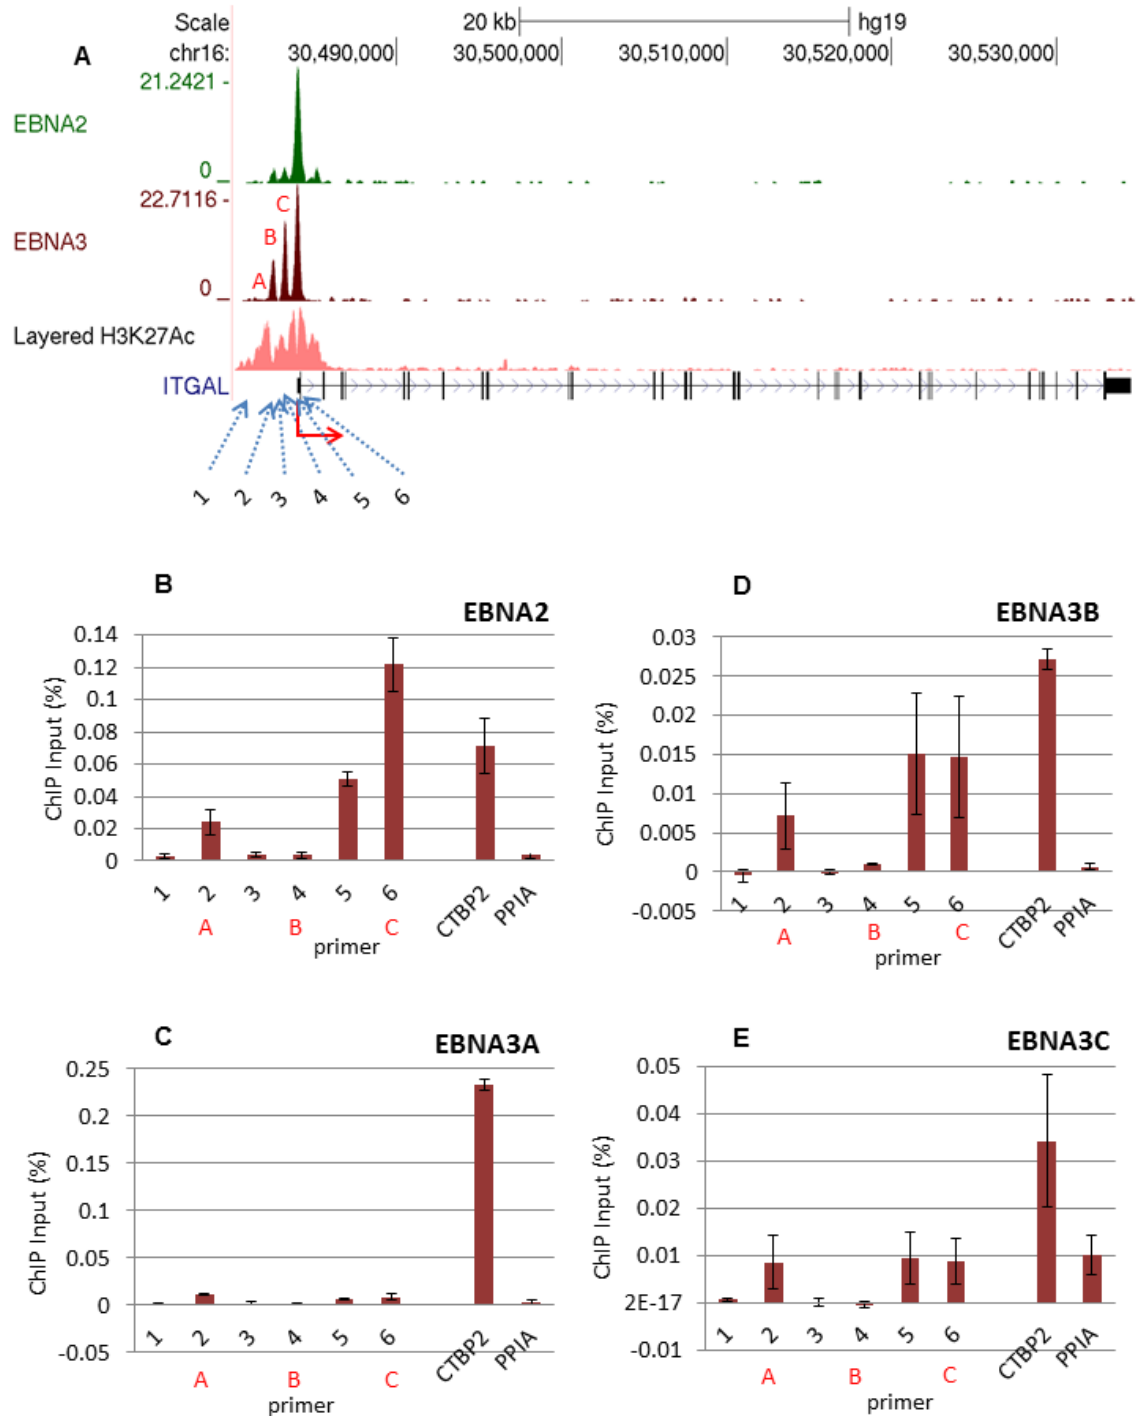 Scale 20 kb hg19
A chr16: 30,490,000 30,500,000 30,510,000 30,520,000 30,530,000
21.2421 -
EBNA2
0
22.7116 - C
EBNA3 B
A
0
Layered H3K27Ac
ITGAL
1 2 3 4 5 6
B
EBNA2
0.14
0.12
0.1
0.08
0.06
0.04
0.02
0
ChIP Input (%)
1 2 3 4 5 6 CTBP2 PPIA
A B C
primer
D
EBNA3B
0.03
0.025
0.02
0.015
0.01
0.005
0
-0.005
ChIP Input (%)
1 2 3 4 5 6 CTBP2 PPIA
A B C
primer
C
EBNA3A
0.25
0.2
0.15
0.1
0.05
0
-0.05
ChIP Input (%)
1 2 3 4 5 6 CTBP2 PPIA
A B C
primer
E
EBNA3C
0.05
0.04
0.03
0.02
0.01
2E-17
-0.01
ChIP Input (%)
1 2 3 4 5 6 CTBP2 PPIA
A B C
primer